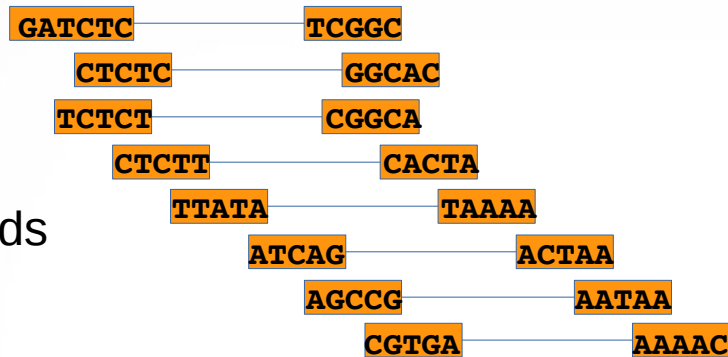 GATCTC TCGGC
CTCTC GGCAC
TCTCT CGGCA
CTCTT CACTA
TTATA TAAAA
ds
ATCAG ACTAA
AGCCG AATAA
CGTGA AAAAC